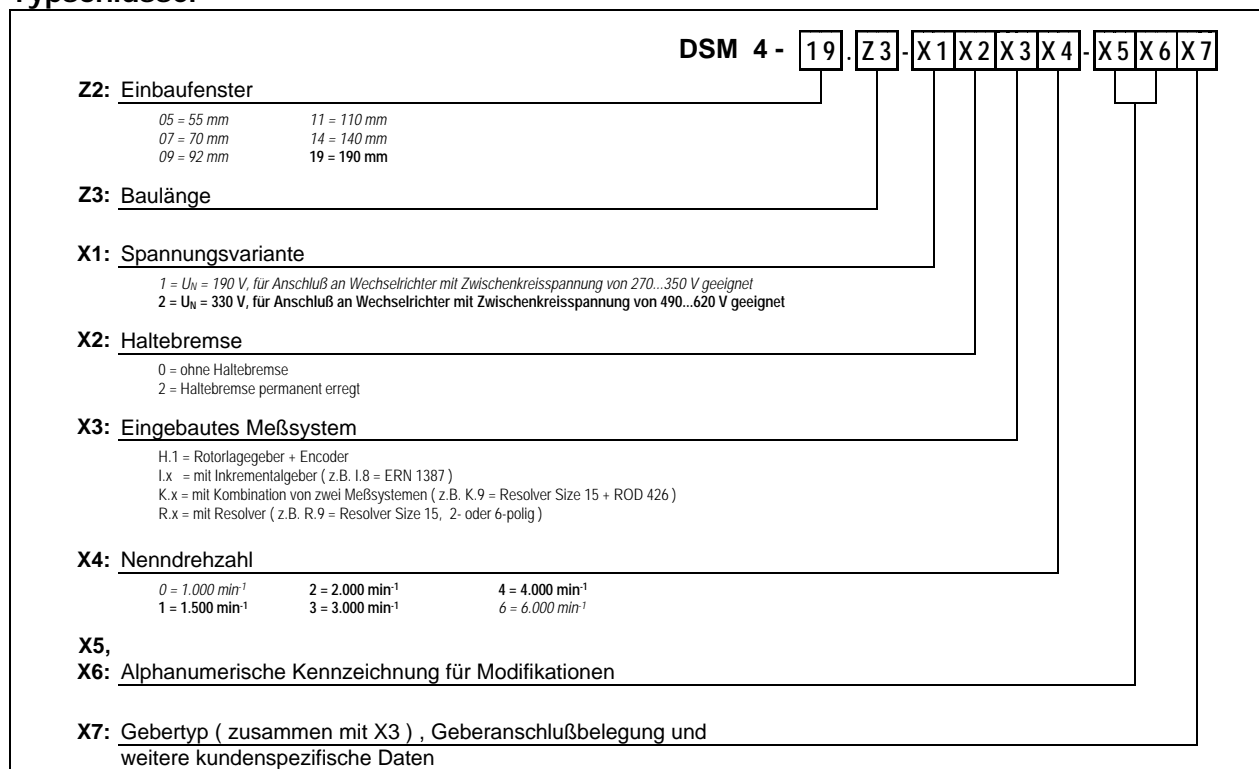 DSM 4 - 19 . Z3 - X1 X2 X3 X4 - X5 X6 X7
Z2: Einbaufenster
05 = 55 mm 11 = 110 mm
07 = 70 mm 14 = 140 mm
09 = 92 mm 19 = 190 mm
Z3: Baulänge
X1: Spannungsvariante
1 = UN = 190 V, für Anschluß an Wechselrichter mit Zwischenkreisspannung von 270...350 V geeignet
2 = UN = 330 V, für Anschluß an Wechselrichter mit Zwischenkreisspannung von 490...620 V geeignet
X2: Haltebremse
0 = ohne Haltebremse
2 = Haltebremse permanent erregt
X3: Eingebautes Meßsystem
H.1 = Rotorlagegeber + Encoder
I.x = mit Inkrementalgeber ( z.B. I.8 = ERN 1387 )
K.x = mit Kombination von zwei Meßsystemen ( z.B. K.9 = Resolver Size 15 + ROD 426 )
R.x = mit Resolver ( z.B. R.9 = Resolver Size 15, 2- oder 6-polig )
X4: Nenndrehzahl
0 = 1.000 min-1 2 = 2.000 min-1 4 = 4.000 min-1
1 = 1.500 min-1 3 = 3.000 min-1 6 = 6.000 min-1
X5,
X6: Alphanumerische Kennzeichnung für Modifikationen
X7: Gebertyp ( zusammen mit X3 ) , Geberanschlußbelegung und
weitere kundenspezifische Daten